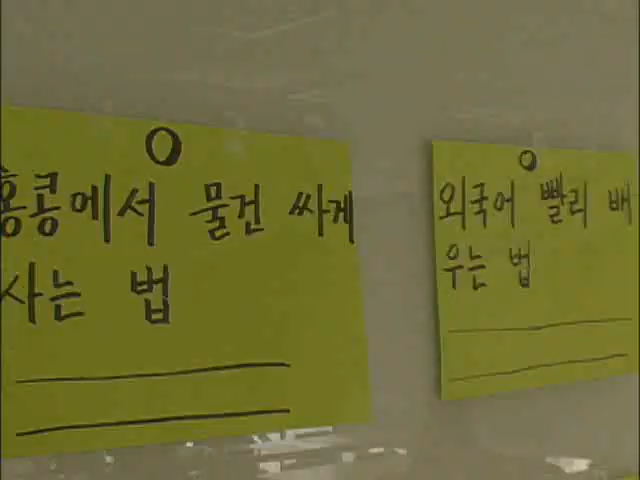 홍콩에서 물건 싸게
사는 법
외국어 빨리 배
우는 법